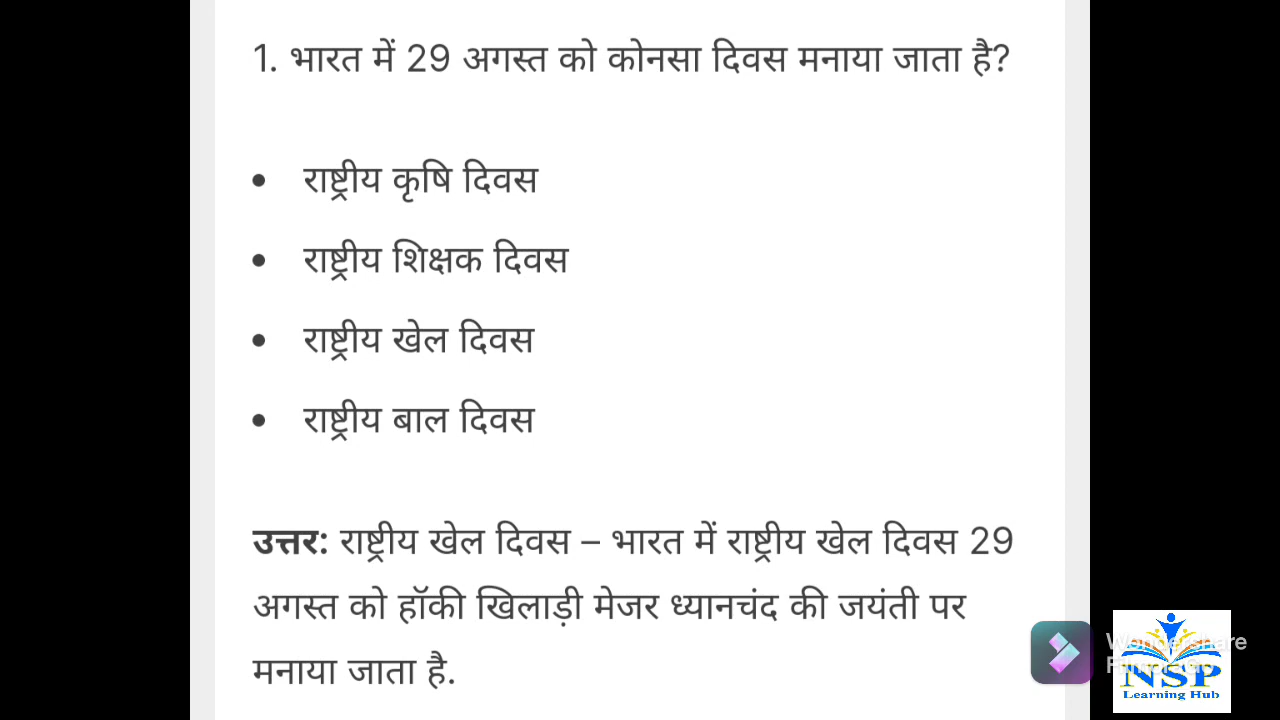 1. भारत में 29 अगस्त को कोनसा दिवस मनाया जाता है?
• राष्ट्रीय कृषि दिवस
• राष्ट्रीय शिक्षक दिवस
• राष्ट्रीय खेल दिवस
• राष्ट्रीय बाल दिवस
उत्तर: राष्ट्रीय खेल दिवस – भारत में राष्ट्रीय खेल दिवस 29
अगस्त को हॉकी खिलाड़ी मेजर ध्यानचंद की जयंती पर
मनाया जाता है.
Wondershare
NSP
Learning Hub